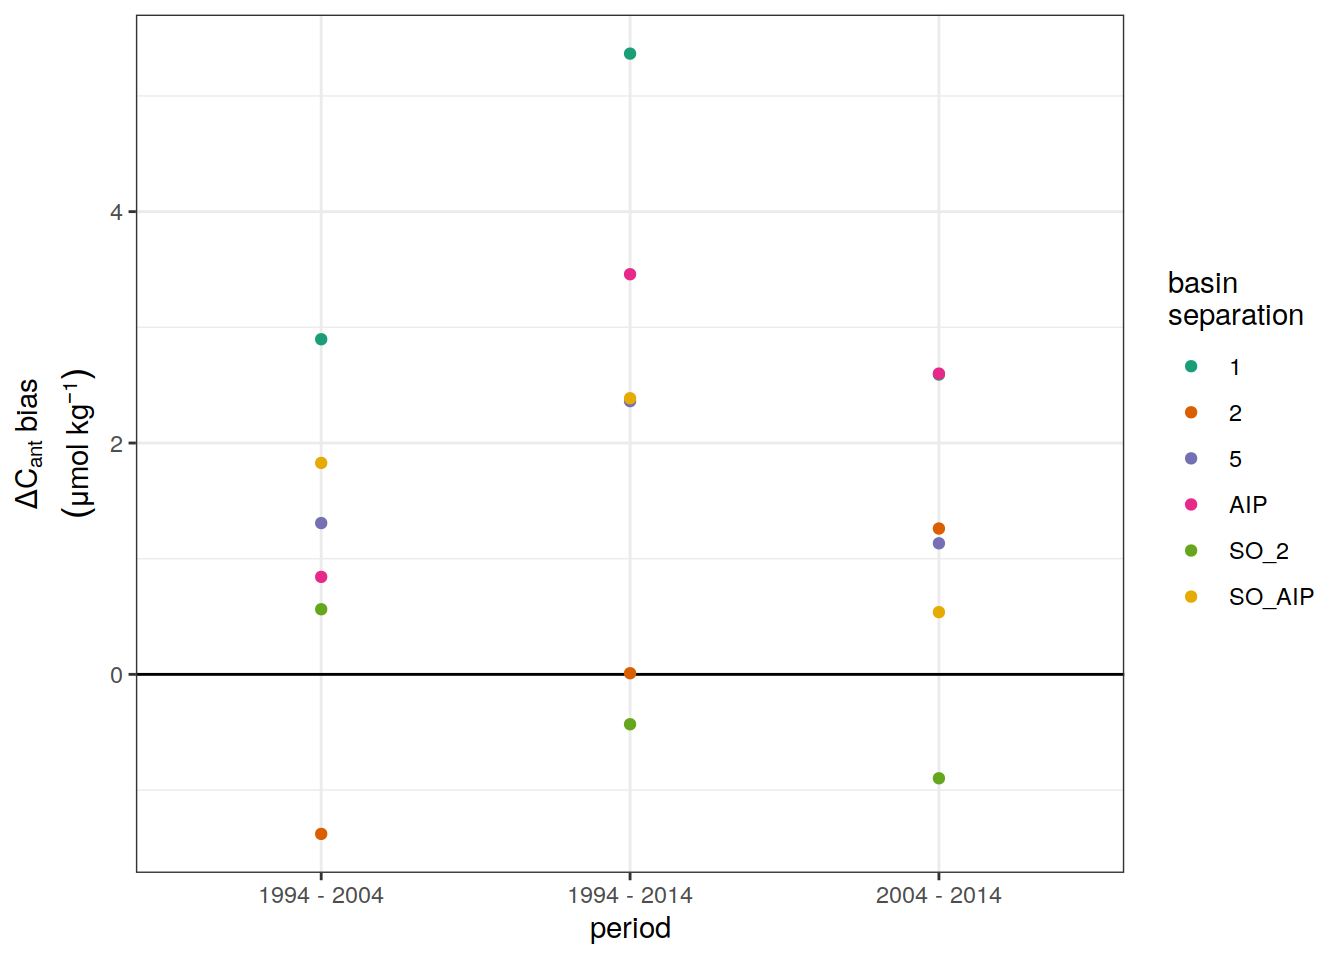 ΔCant bias
(μmol kg⁻¹)
4
2
0
1994 - 2004
1994 - 2014
2004 - 2014
period
basin
separation
1
2
5
AIP
SO_2
SO_AIP